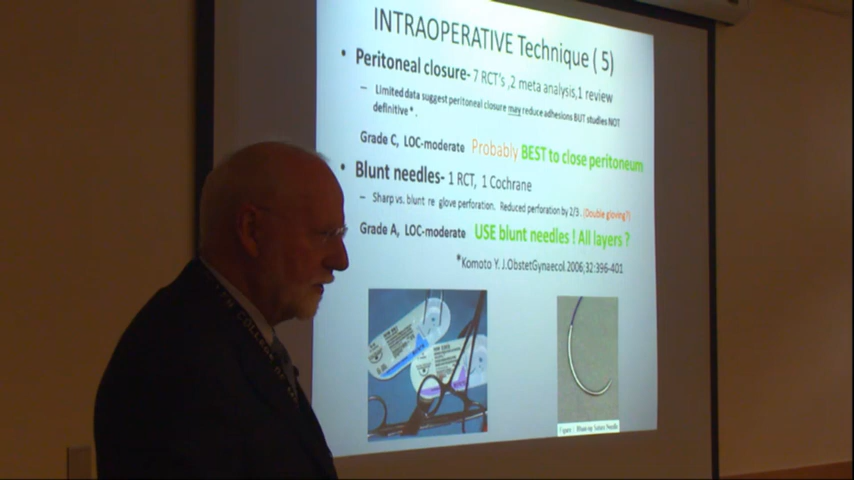 INTRAOPERATIVE Technique ( 5)
• Peritoneal closure- 7 RCT's ,2 meta analysis,1 review
– Limited data suggest peritoneal closure may reduce adhesions BUT studies NOT
definitive*.
Grade C, LOC-moderate Probably BEST to close peritoneum
• Blunt needles- 1 RCT, 1 Cochrane
– Sharp vs. blunt re glove perforation. Reduced perforation by 2/3. (Double gloving?)
Grade A, LOC-moderate USE blunt needles ! All layers ?
*Komoto Y. J.ObstetGynaecol.2006;32:396-401
COLLEGE O